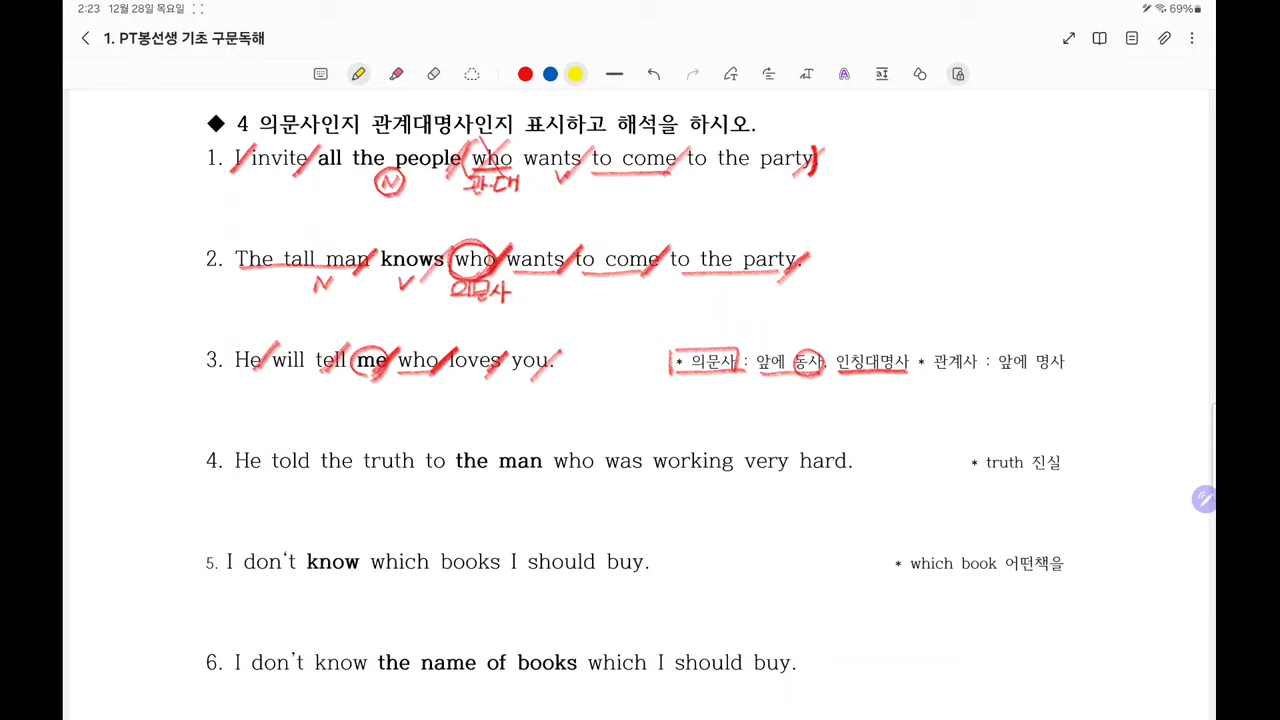 2:23 12월 28일 목요일 69%
1. PT봉선생 기초 구문독해
◆ 4 의문사인지 관계대명사인지 표시하고 해석을 하시오.
1. I invite all the people who wants to come to the party)
N 관·대 v
2. The tall man knows who wants to come to the party.
N v 의문사
3. He will tell me who loves you. * 의문사 : 앞에 동사, 인칭대명사 * 관계사 : 앞에 명사
4. He told the truth to the man who was working very hard. * truth 진실
5. I don‘t know which books I should buy. * which book 어떤책을
6. I don’t know the name of books which I should buy.